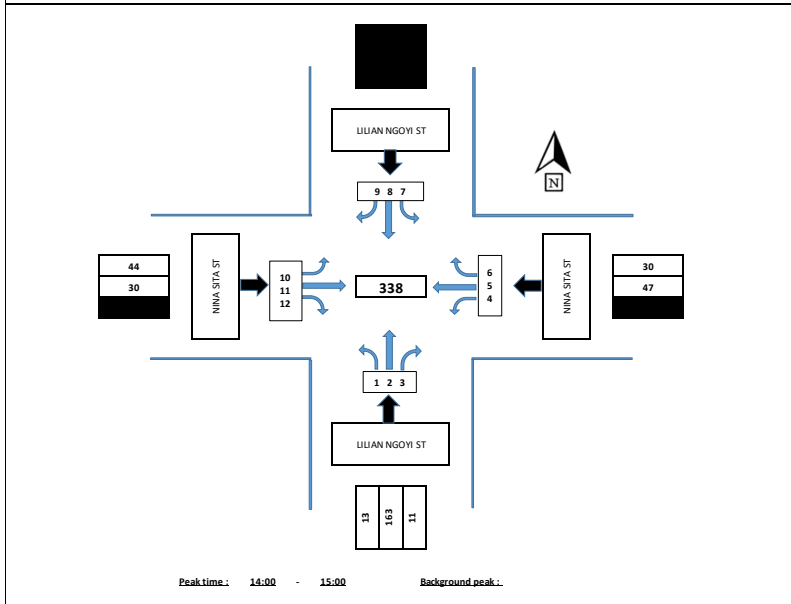 LILIAN NGOYI ST
9 8 7
N
44
30
NINA SITA ST
10
11
12
338
6
5
4
NINA SITA ST
30
47
1 2 3
LILIAN NGOYI ST
13 163 11
Peak time : 14:00 - 15:00 Background peak :